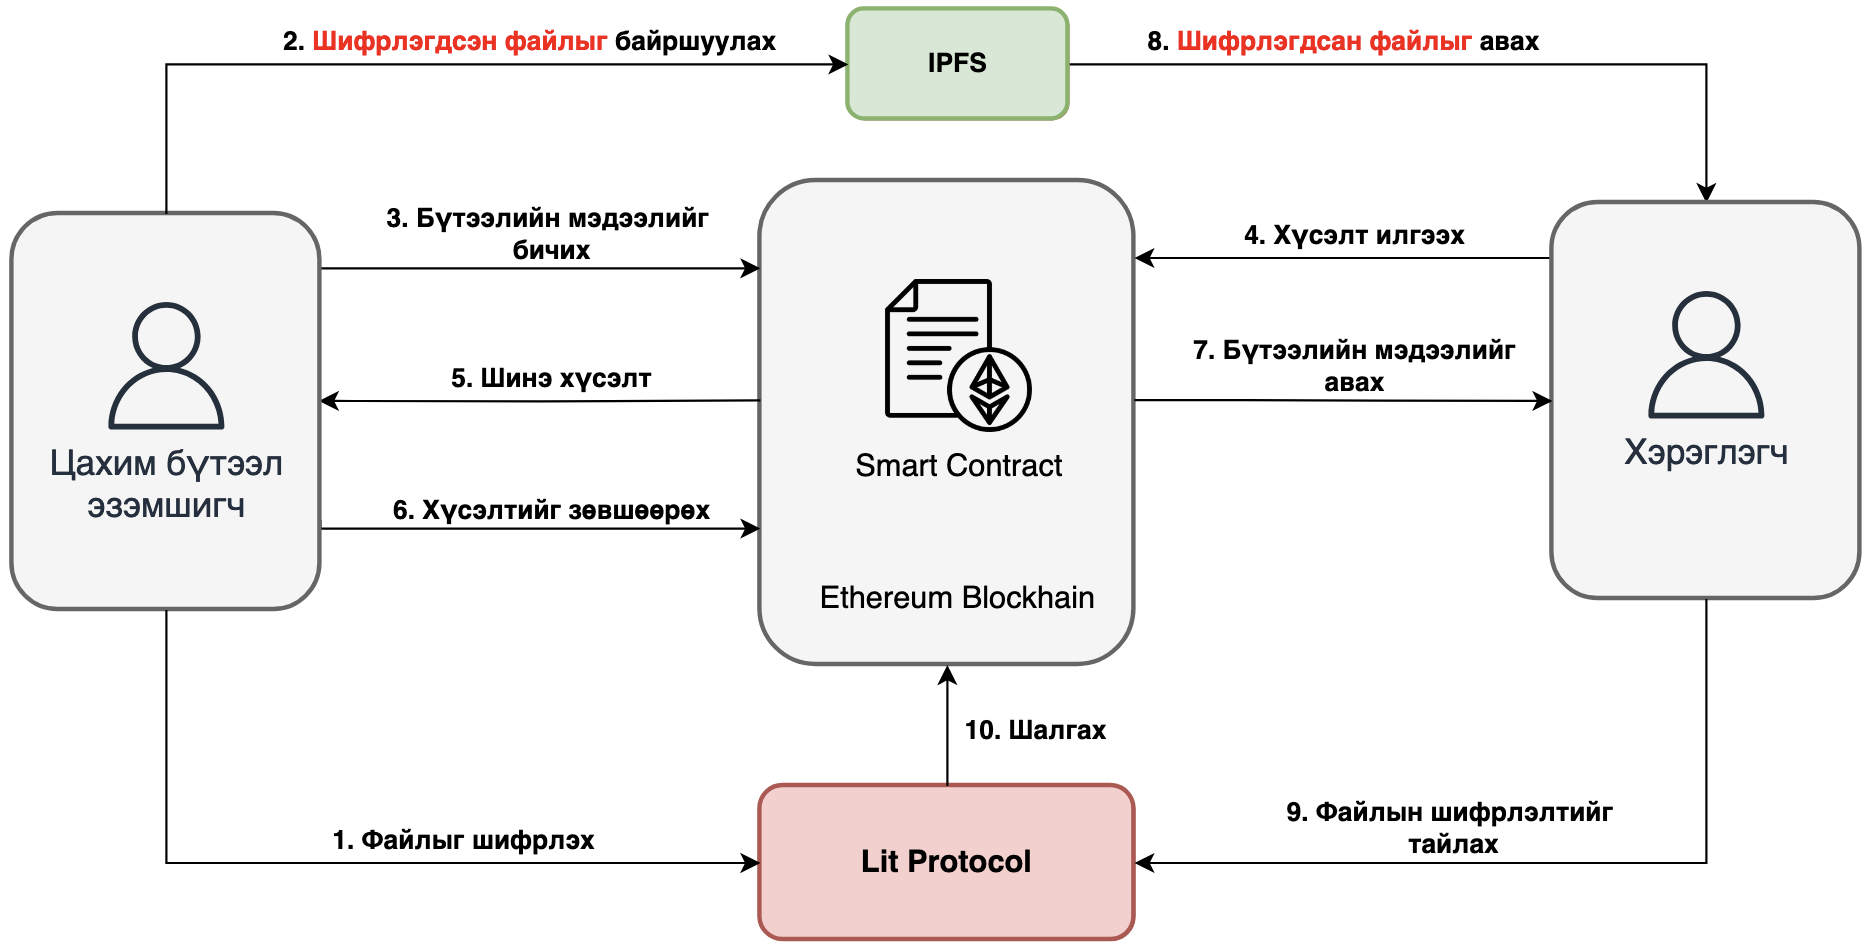 2. Шифрлэгдсэн файлыг байршуулах
IPFS
8. Шифрлэгдсан файлыг авах
3. Бүтээлийн мэдээлийг
бичих
4. Хүсэлт илгээх
5. Шинэ хүсэлт
7. Бүтээлийн мэдээлийг
авах
Цахим бүтээл
эзэмшигч
Smart Contract
Хэрэглэгч
6. Хүсэлтийг зөвшөөрөх
Ethereum Blockhain
10. Шалгах
1. Файлыг шифрлэх
Lit Protocol
9. Файлын шифрлэлтийг
тайлах